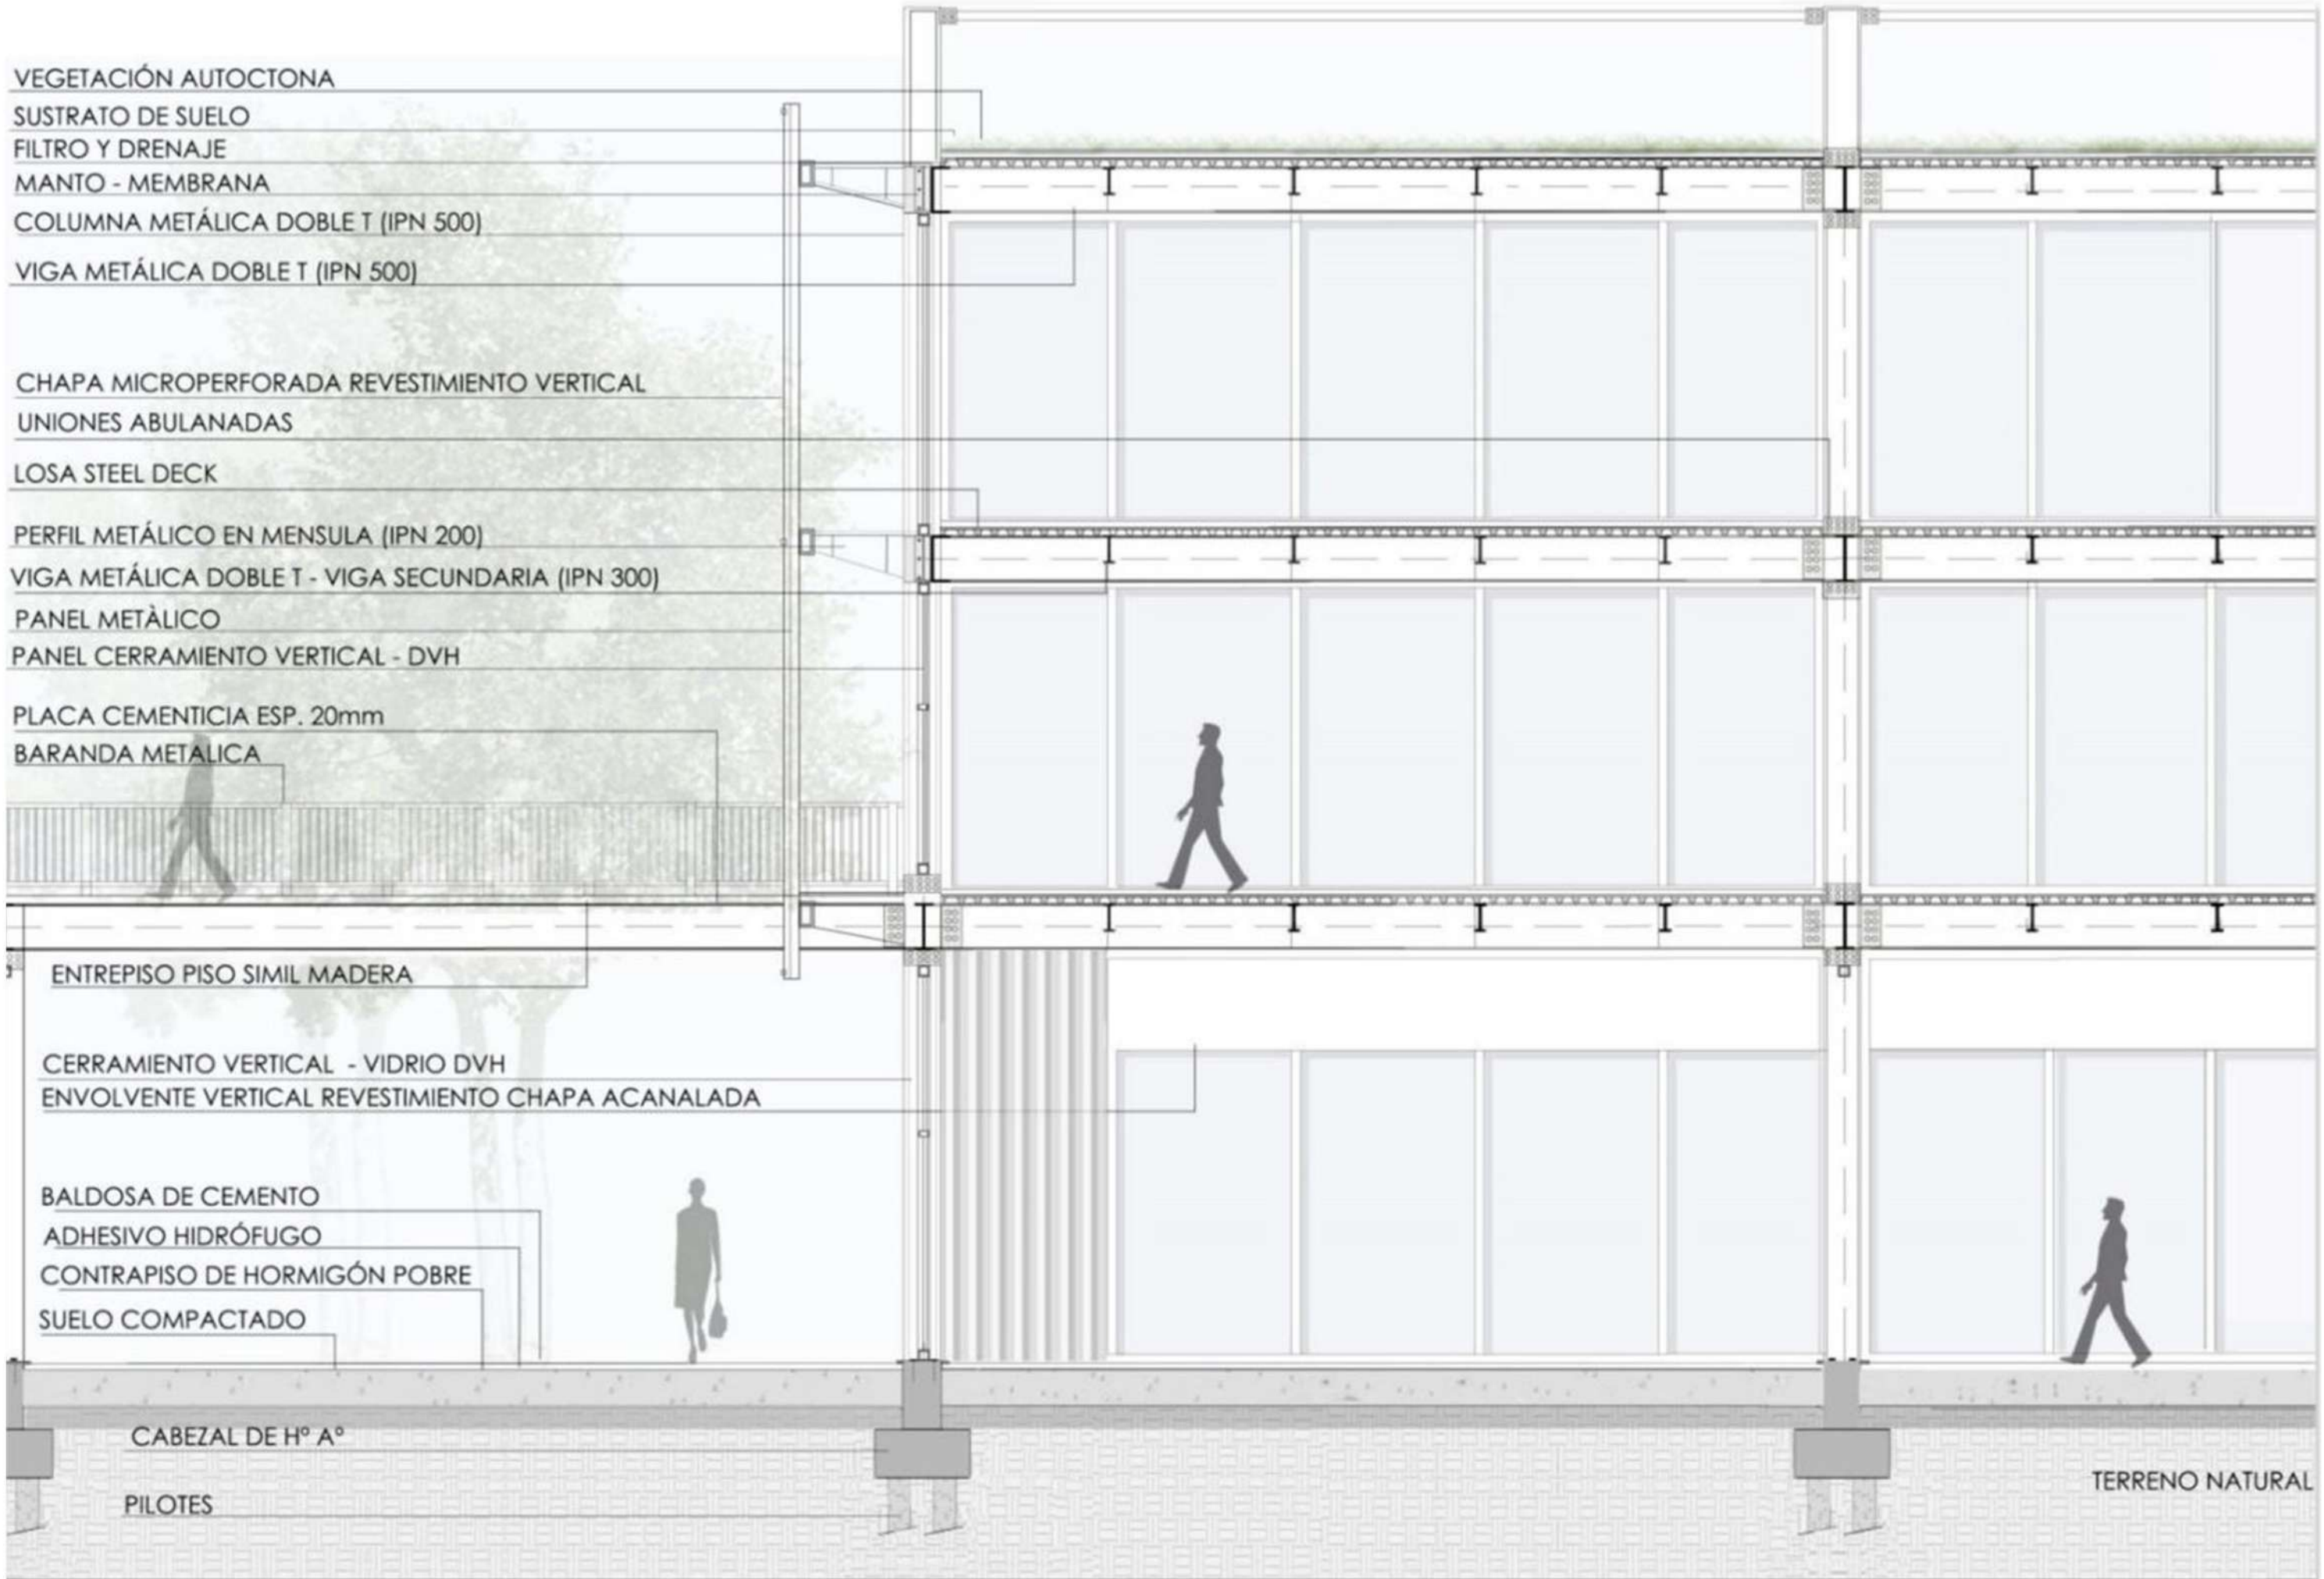 VEGETACIÓN AUTOCTONA
SUSTRATO DE SUELO
FILTRO Y DRENAJE
MANTO - MEMBRANA
COLUMNA METÁLICA DOBLE T (IPN 500)
VIGA METÁLICA DOBLE T (IPN 500)
CHAPA MICROPERFORADA REVESTIMIENTO VERTICAL
UNIONES ABULANADAS
LOSA STEEL DECK
PERFIL METÁLICO EN MENSULA (IPN 200)
VIGA METÁLICA DOBLE T - VIGA SECUNDARIA (IPN 300)
PANEL METÀLICO
PANEL CERRAMIENTO VERTICAL - DVH
PLACA CEMENTICIA ESP. 20mm
BARANDA METALICA
ENTREPISO PISO SIMIL MADERA
CERRAMIENTO VERTICAL - VIDRIO DVH
ENVOLVENTE VERTICAL REVESTIMIENTO CHAPA ACANALADA
BALDOSA DE CEMENTO
ADHESIVO HIDRÓFUGO
CONTRAPISO DE HORMIGÓN POBRE
SUELO COMPACTADO
CABEZAL DE Hº Aº
PILOTES
TERRENO NATURAL